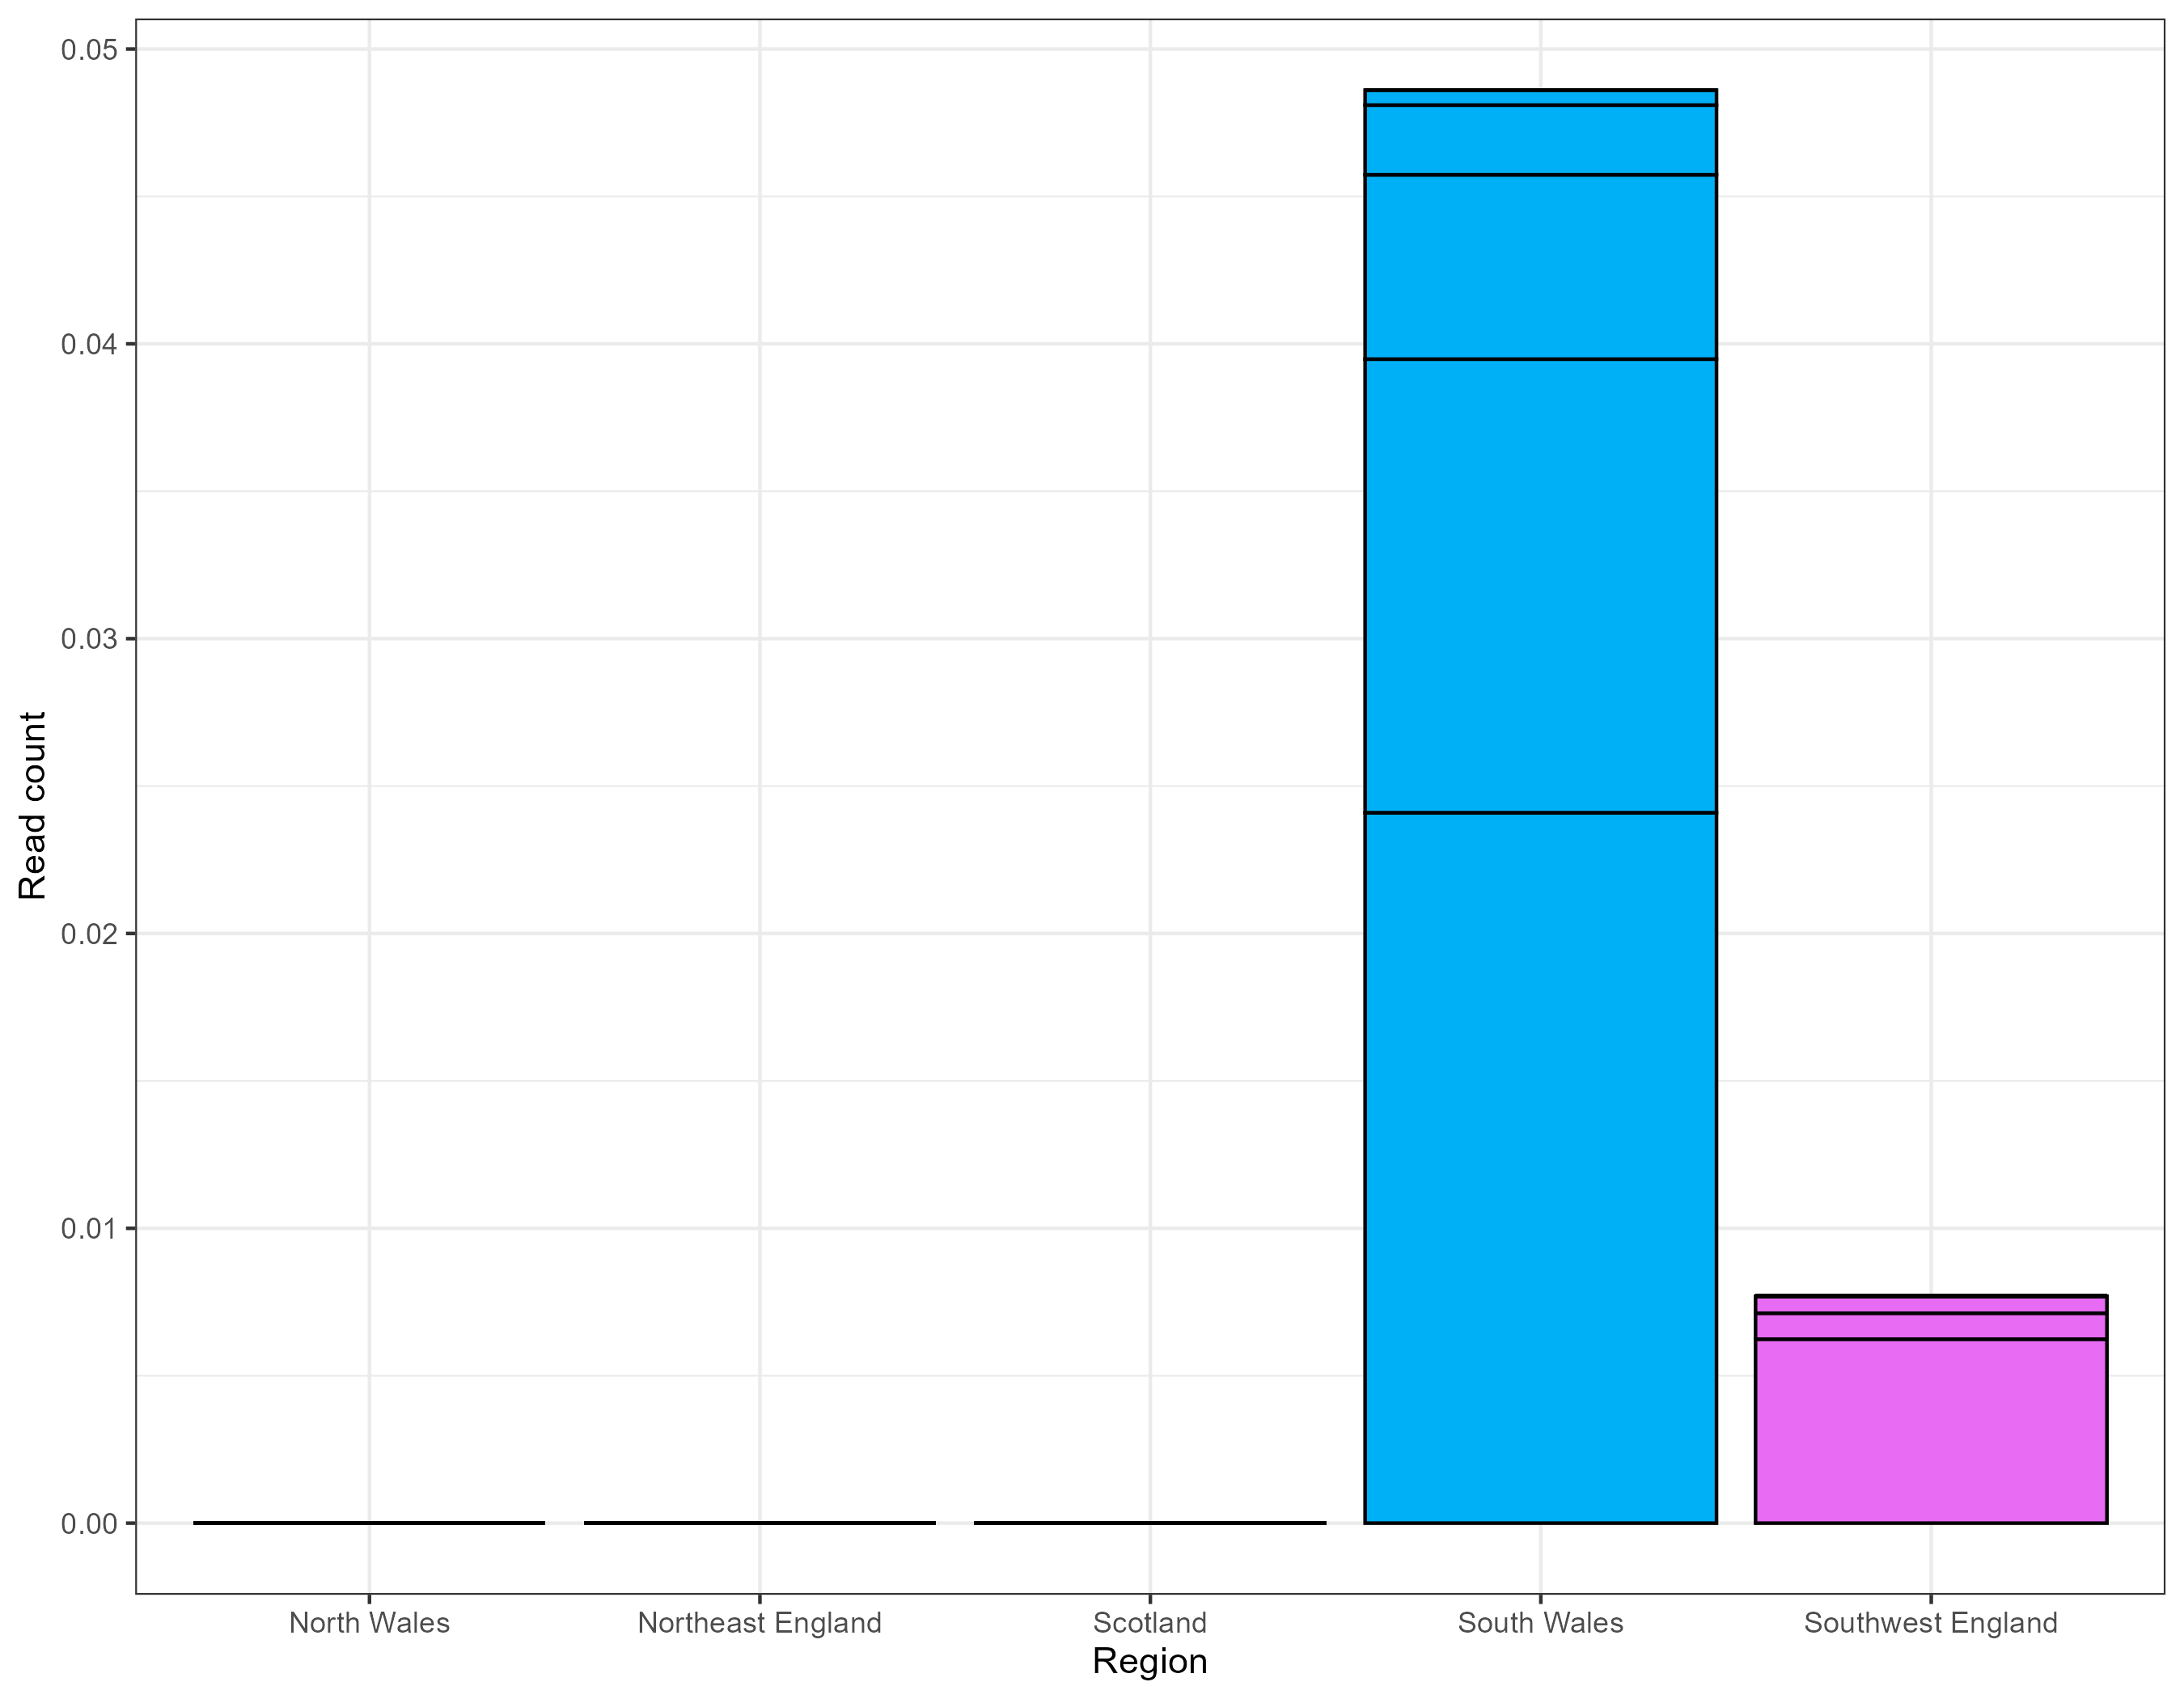 0.05
0.04
0.03
0.02
0.01
0.00
Read count
North Wales
Northeast England
Scotland
South Wales
Southwest England
Region